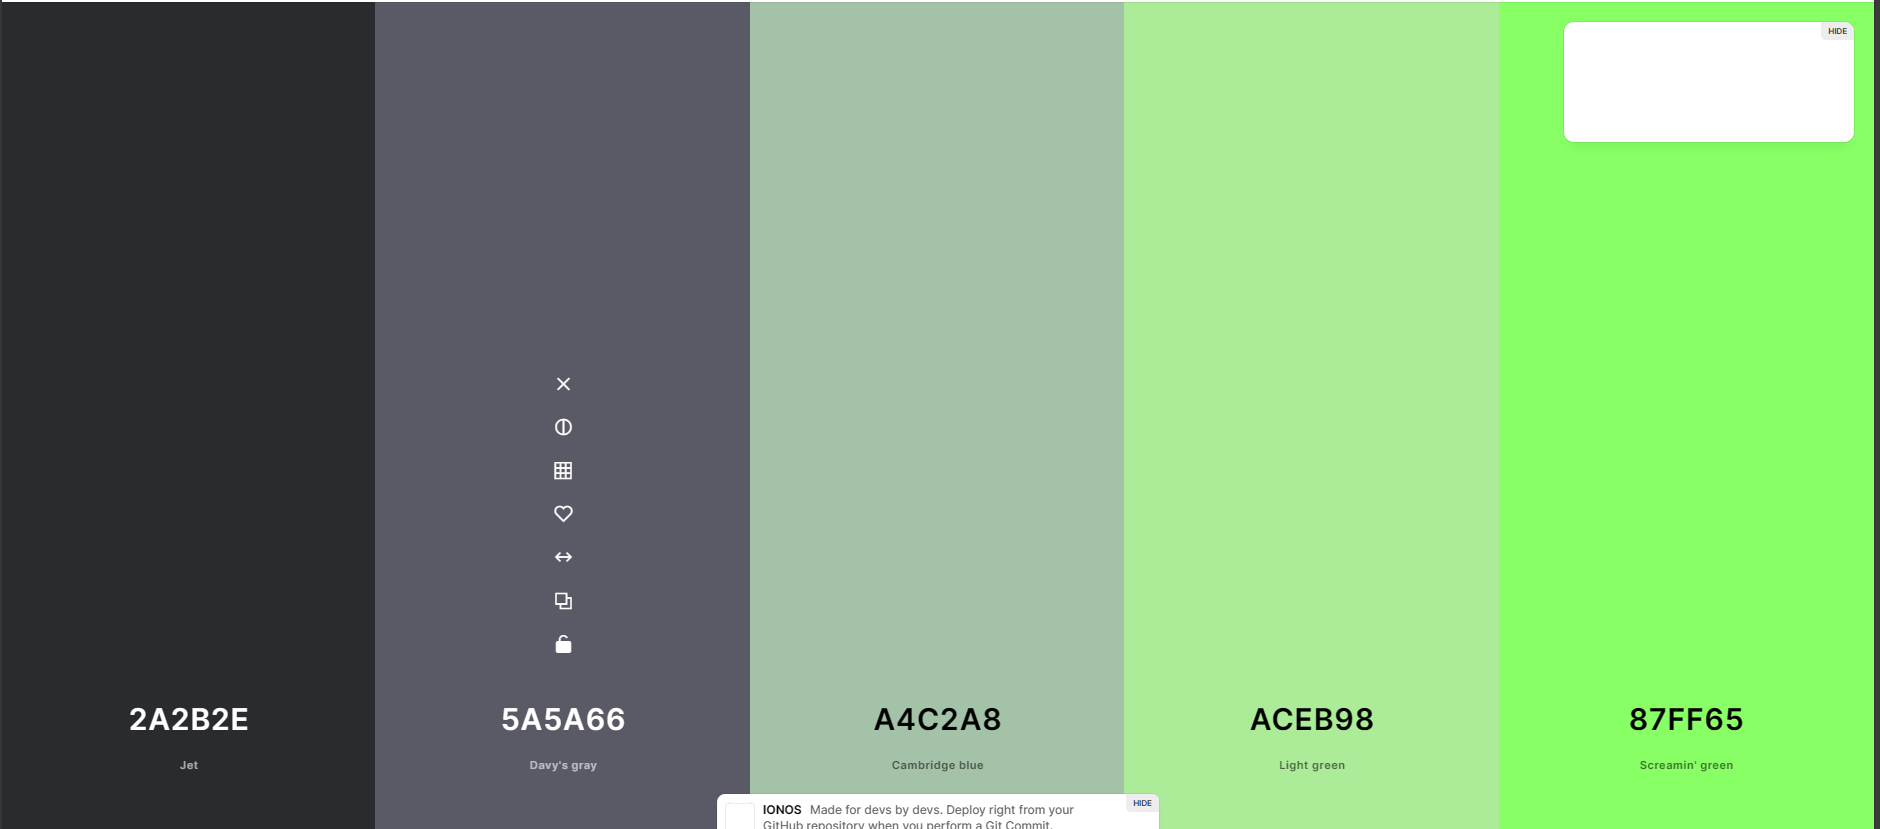 HIDE
2A2B2E
5A5A66
A4C2A8
ACEB98
87FF65
Jet
Davy's gray
Cambridge blue
Light green
Screamin' green
IONOS Made for devs by devs. Deploy right from your
GitHub repository when you perform a Git Commit.
HIDE